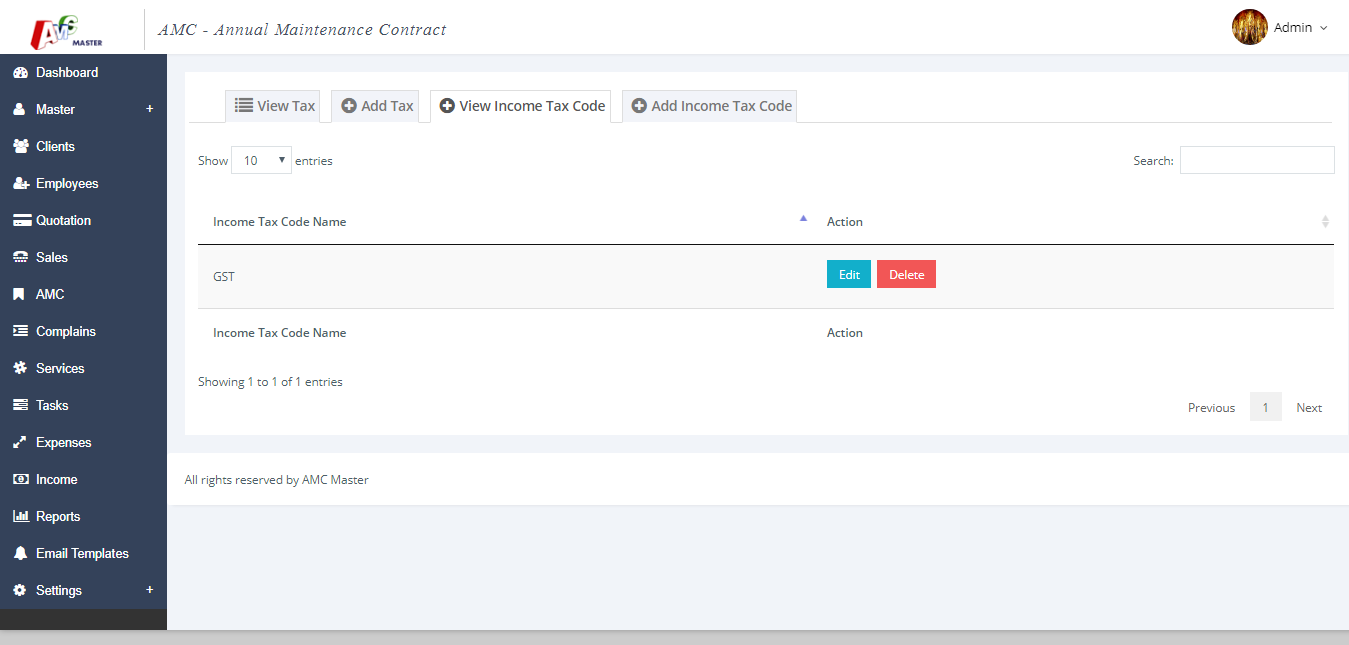 AMC MASTER
AMC - Annual Maintenance Contract
Admin
Dashboard
Master +
Clients
Employees
Quotation
Sales
AMC
Complains
Services
Tasks
Expenses
Income
Reports
Email Templates
Settings +
View Tax Add Tax View Income Tax Code Add Income Tax Code
Show 10 entries Search:
Income Tax Code Name Action
GST Edit Delete
Income Tax Code Name Action
Showing 1 to 1 of 1 entries
Previous 1 Next
All rights reserved by AMC Master